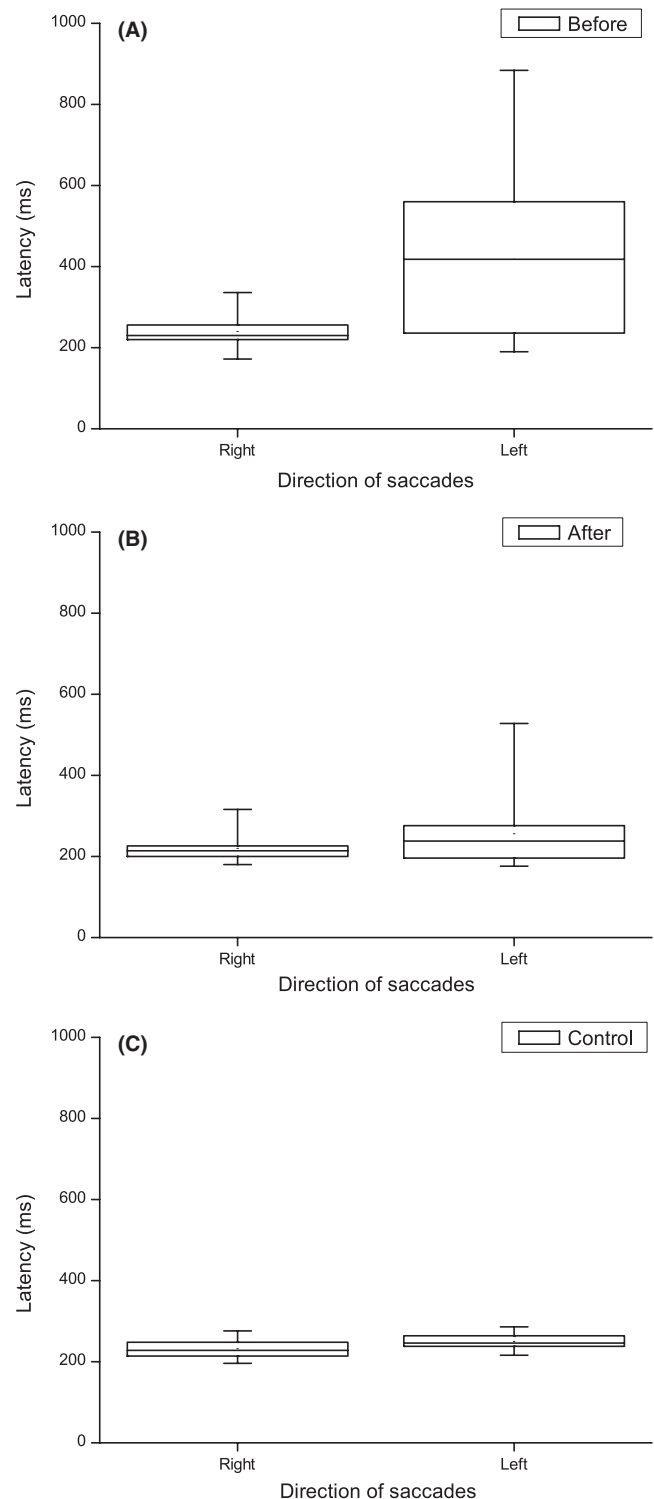 1000
(A)
Before
800
600
400
200
0
Latency (ms)
Right
Left
Direction of saccades
1000
(B)
After
800
600
400
200
0
Latency (ms)
Right
Left
Direction of saccades
1000
(C)
Control
800
600
400
200
0
Latency (ms)
Right
Left
Direction of saccades